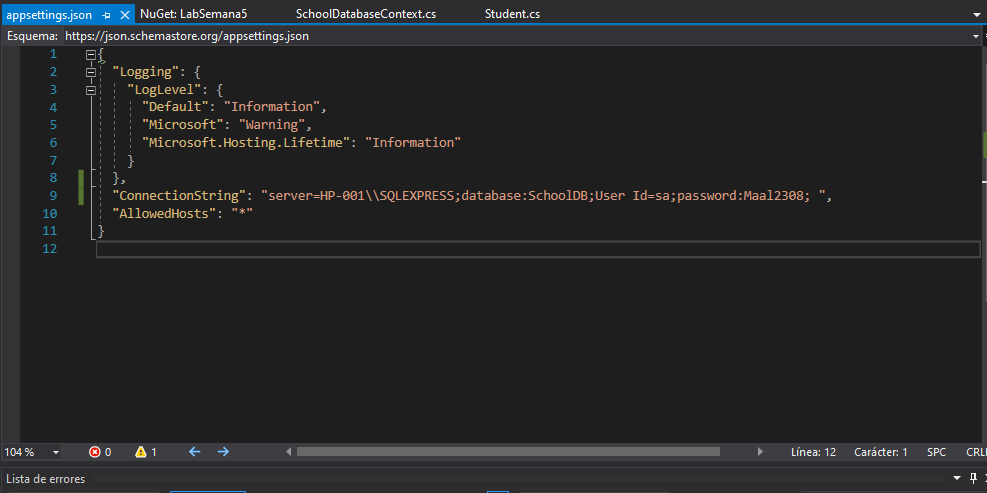 appsettings.json NuGet: LabSemana5 SchoolDatabaseContext.cs Student.cs
Esquema: https://json.schemastore.org/appsettings.json
1 {
2 "Logging": {
3 "LogLevel": {
4 "Default": "Information",
5 "Microsoft": "Warning",
6 "Microsoft.Hosting.Lifetime": "Information"
7 }
8 },
9 "ConnectionString": "server=HP-001\\SQLEXPRESS;database:SchoolDB;User Id=sa;password:Maal2308; ",
10 "AllowedHosts": "*"
11 }
12
104 % 0 1 Línea: 12 Carácter: 1 SPC CRL
Lista de errores